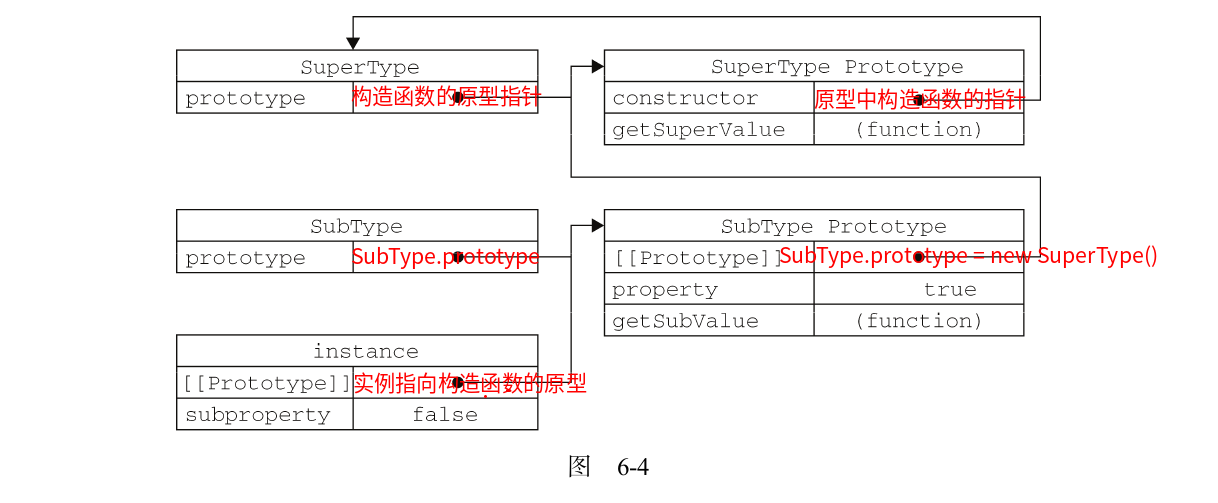 SuperType
prototype 构造函数的原型指针
SuperType Prototype
constructor 原型中构造函数的指针
getSuperValue (function)
SubType
prototype SubType.prototype
SubType Prototype
[[Prototype]] SubType.prototype = new SuperType()
property true
getSubValue (function)
instance
[[Prototype]] 实例指向构造函数的原型
subproperty false
图 6-4